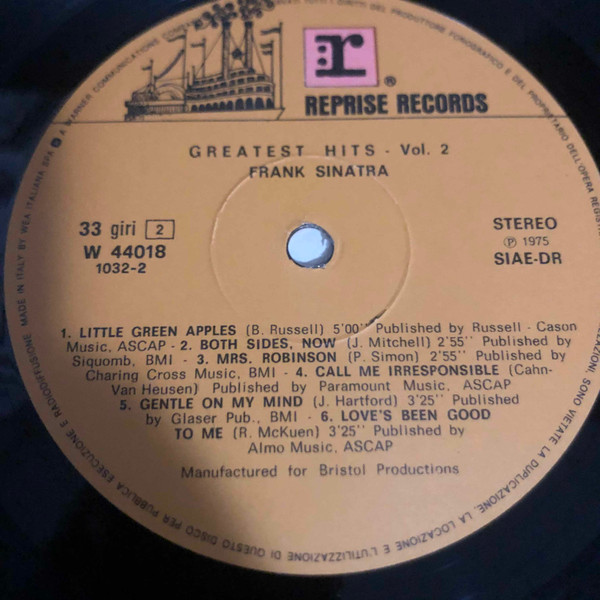 r
®
REPRISE RECORDS
GREATEST HITS - Vol. 2
FRANK SINATRA
33 giri 2
W 44018
1032-2
STEREO
Ⓟ 1975
SIAE-DR
1. LITTLE GREEN APPLES (B. Russell) 5'00'' Published by Russell - Cason
Music, ASCAP - 2. BOTH SIDES, NOW (J. Mitchell) 2'55'' Published by
Siquomb, BMI - 3. MRS. ROBINSON (P. Simon) 2'55'' Published by
Charing Cross Music, BMI - 4. CALL ME IRRESPONSIBLE (Cahn-
Van Heusen) Published by Paramount Music, ASCAP
5. GENTLE ON MY MIND (J. Hartford) 3'25'' Published
by Glaser Pub., BMI - 6. LOVE'S BEEN GOOD
TO ME (R. McKuen) 3'25'' Published by
Almo Music, ASCAP
Manufactured for Bristol Productions
MADE IN ITALY BY WEA ITALIANA SPA A WARNER COMMUNICATIONS
DEL PRODUTTORE FONOGRAFICO E DEL PROPRIETARIO DELL'OPERA
SONO VIETATE LA DUPLICAZIONE, LA LOCAZIONE E L'UTILIZZAZIONE DI QUESTO DISCO PER PUBBLICA ESECUZIONE E RADIODIFFUSIONE